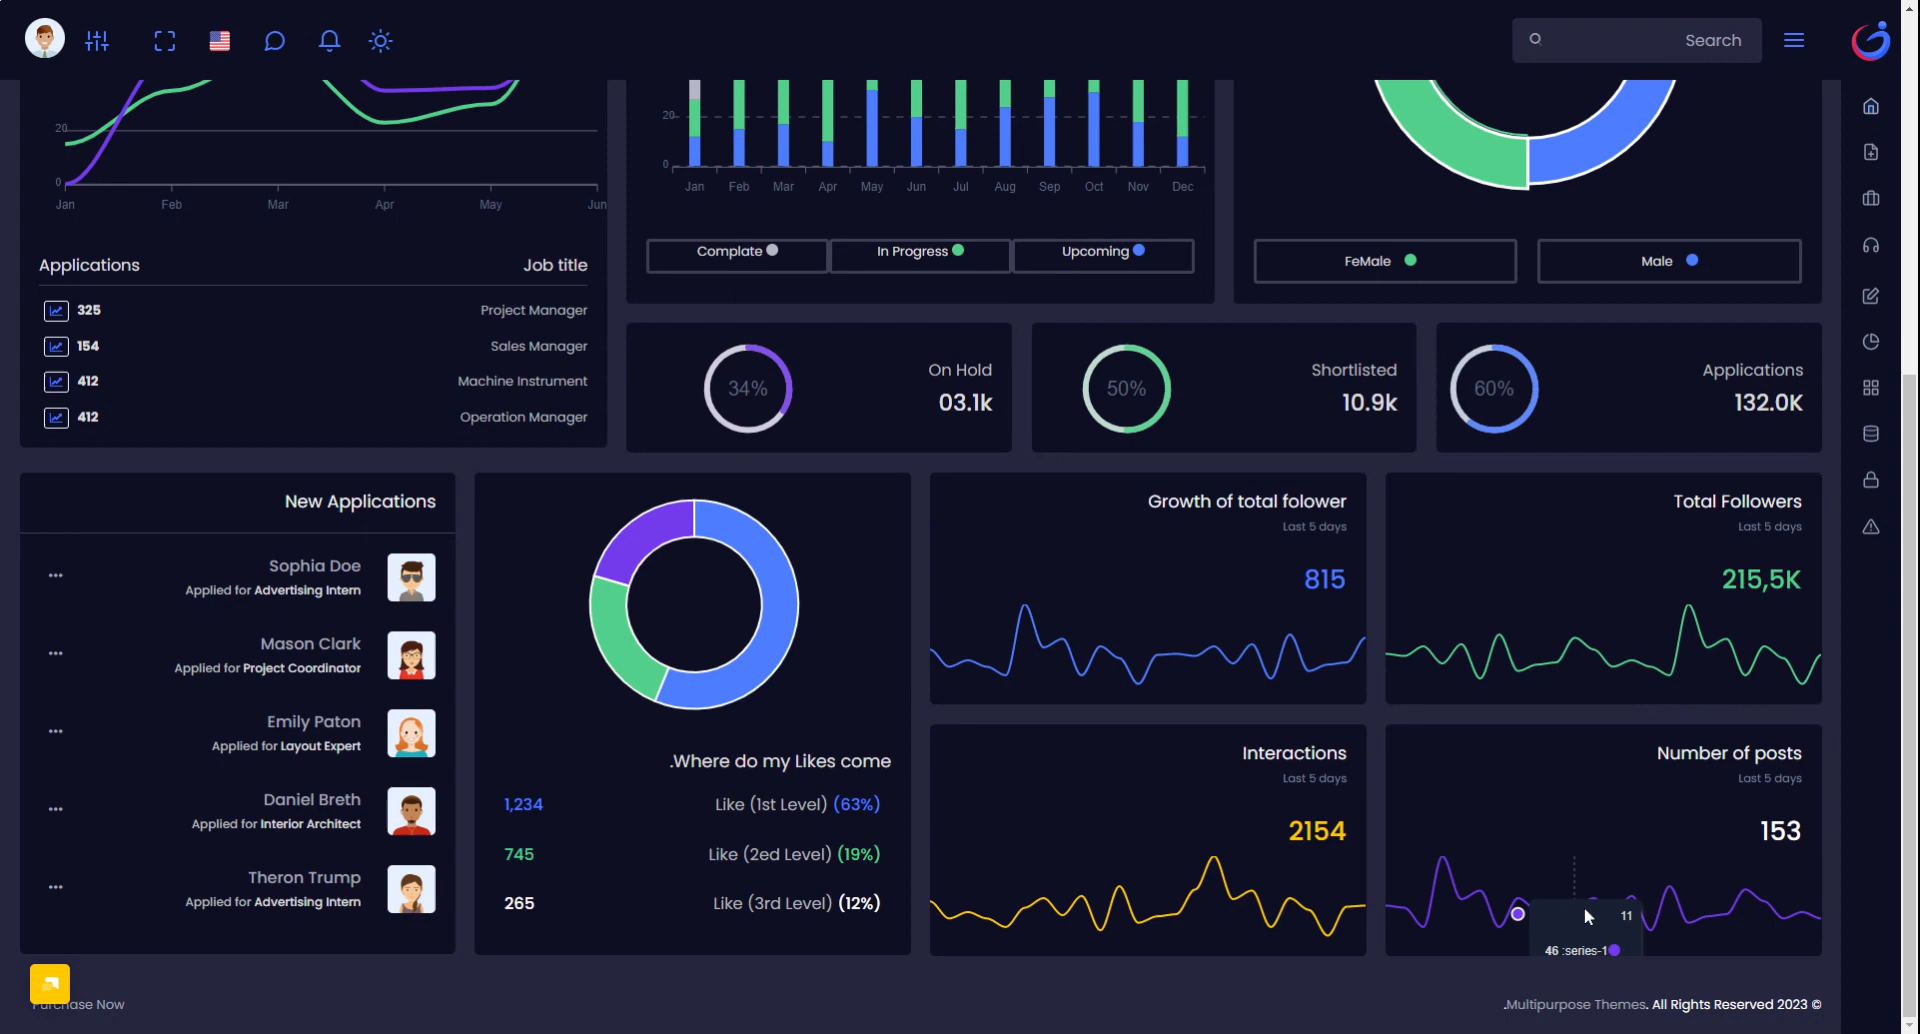 Search
20
0
Jan Feb Mar Apr May Jun
Applications Job title
325 Project Manager
154 Sales Manager
412 Machine Instrument
412 Operation Manager
20
0
Jan Feb Mar Apr May Jun Jul Aug Sep Oct Nov Dec
Complate In Progress Upcoming
FeMale Male
34% On Hold
03.1k
50% Shortlisted
10.9k
60% Applications
132.0K
New Applications
Sophia Doe
Applied for Advertising Intern
Mason Clark
Applied for Project Coordinator
Emily Paton
Applied for Layout Expert
Daniel Breth
Applied for Interior Architect
Theron Trump
Applied for Advertising Intern
.Where do my Likes come
1,234 Like (1st Level) (63%)
745 Like (2ed Level) (19%)
265 Like (3rd Level) (12%)
Growth of total folower
Last 5 days
815
Total Followers
Last 5 days
215,5K
Interactions
Last 5 days
2154
Number of posts
Last 5 days
153
11
46 :series-1
Purchase Now
.Multipurpose Themes. All Rights Reserved 2023 ©